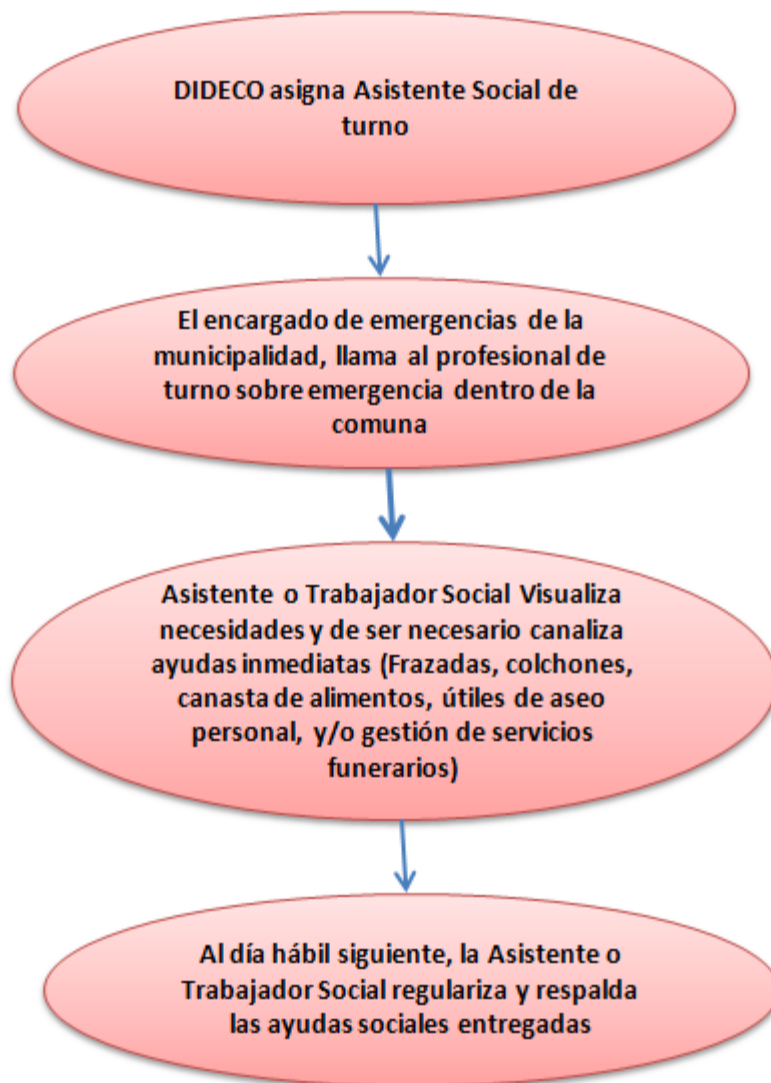 DIDECO asigna Asistente Social de
turno
El encargado de emergencias de la
municipalidad, llama al profesional de
turno sobre emergencia dentro de la
comuna
Asistente o Trabajador Social Visualiza
necesidades y de ser necesario canaliza
ayudas inmediatas (Frazadas, colchones,
canasta de alimentos, útiles de aseo
personal, y/o gestión de servicios
funerarios)
Al día hábil siguiente, la Asistente o
Trabajador Social regulariza y respalda
las ayudas sociales entregadas